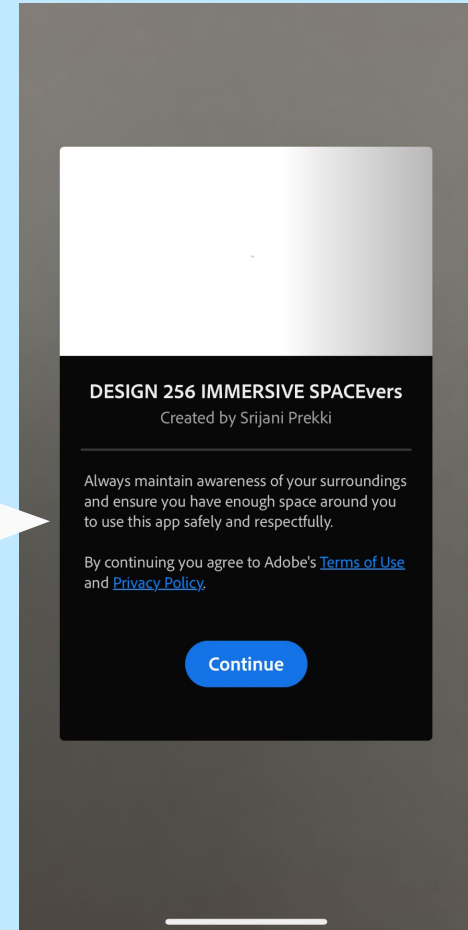 DESIGN 256 IMMERSIVE SPACEvers
Created by Srijani Prekki
Always maintain awareness of your surroundings
and ensure you have enough space around you
to use this app safely and respectfully.
By continuing you agree to Adobe's Terms of Use
and Privacy Policy.
Continue